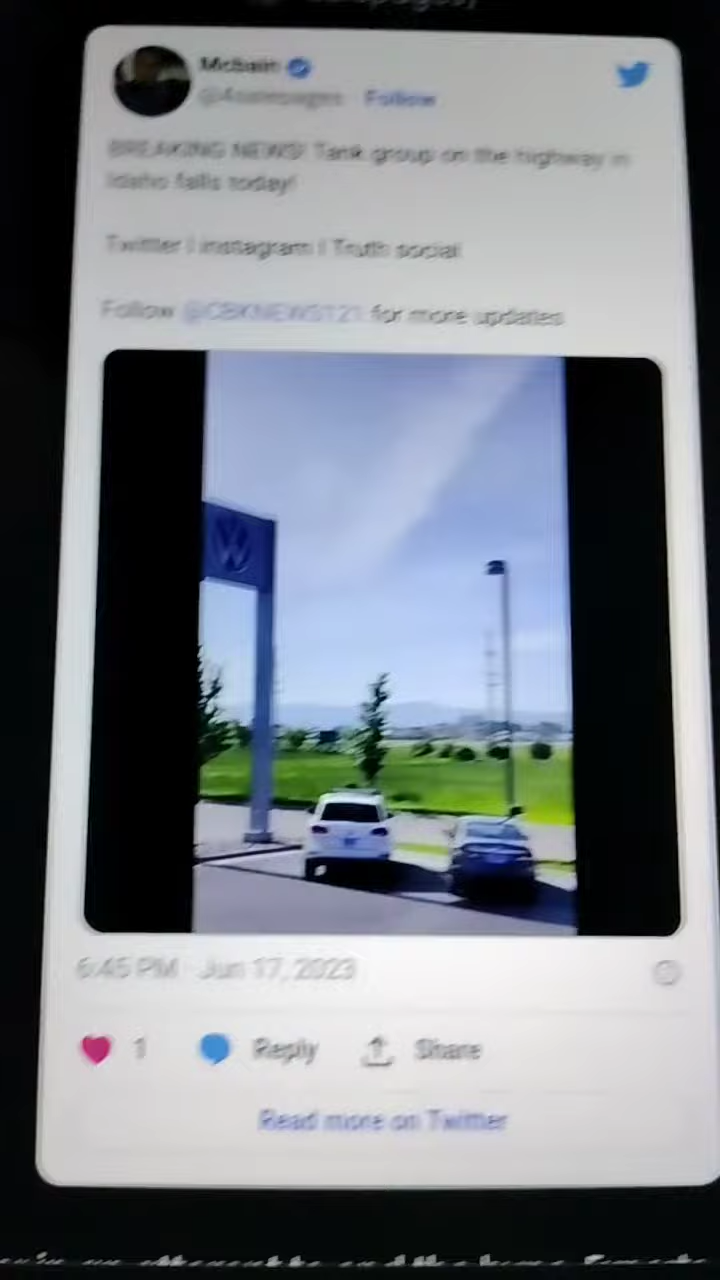 Mcbain
Follow
BREAKING NEWS! Tank group on the highway in
Idaho falls today!
Twitter | instagram | Truth social
Follow @CBKNEWS121 for more updates
6:45 PM · Jun 17, 2023
1 Reply Share
Read more on Twitter